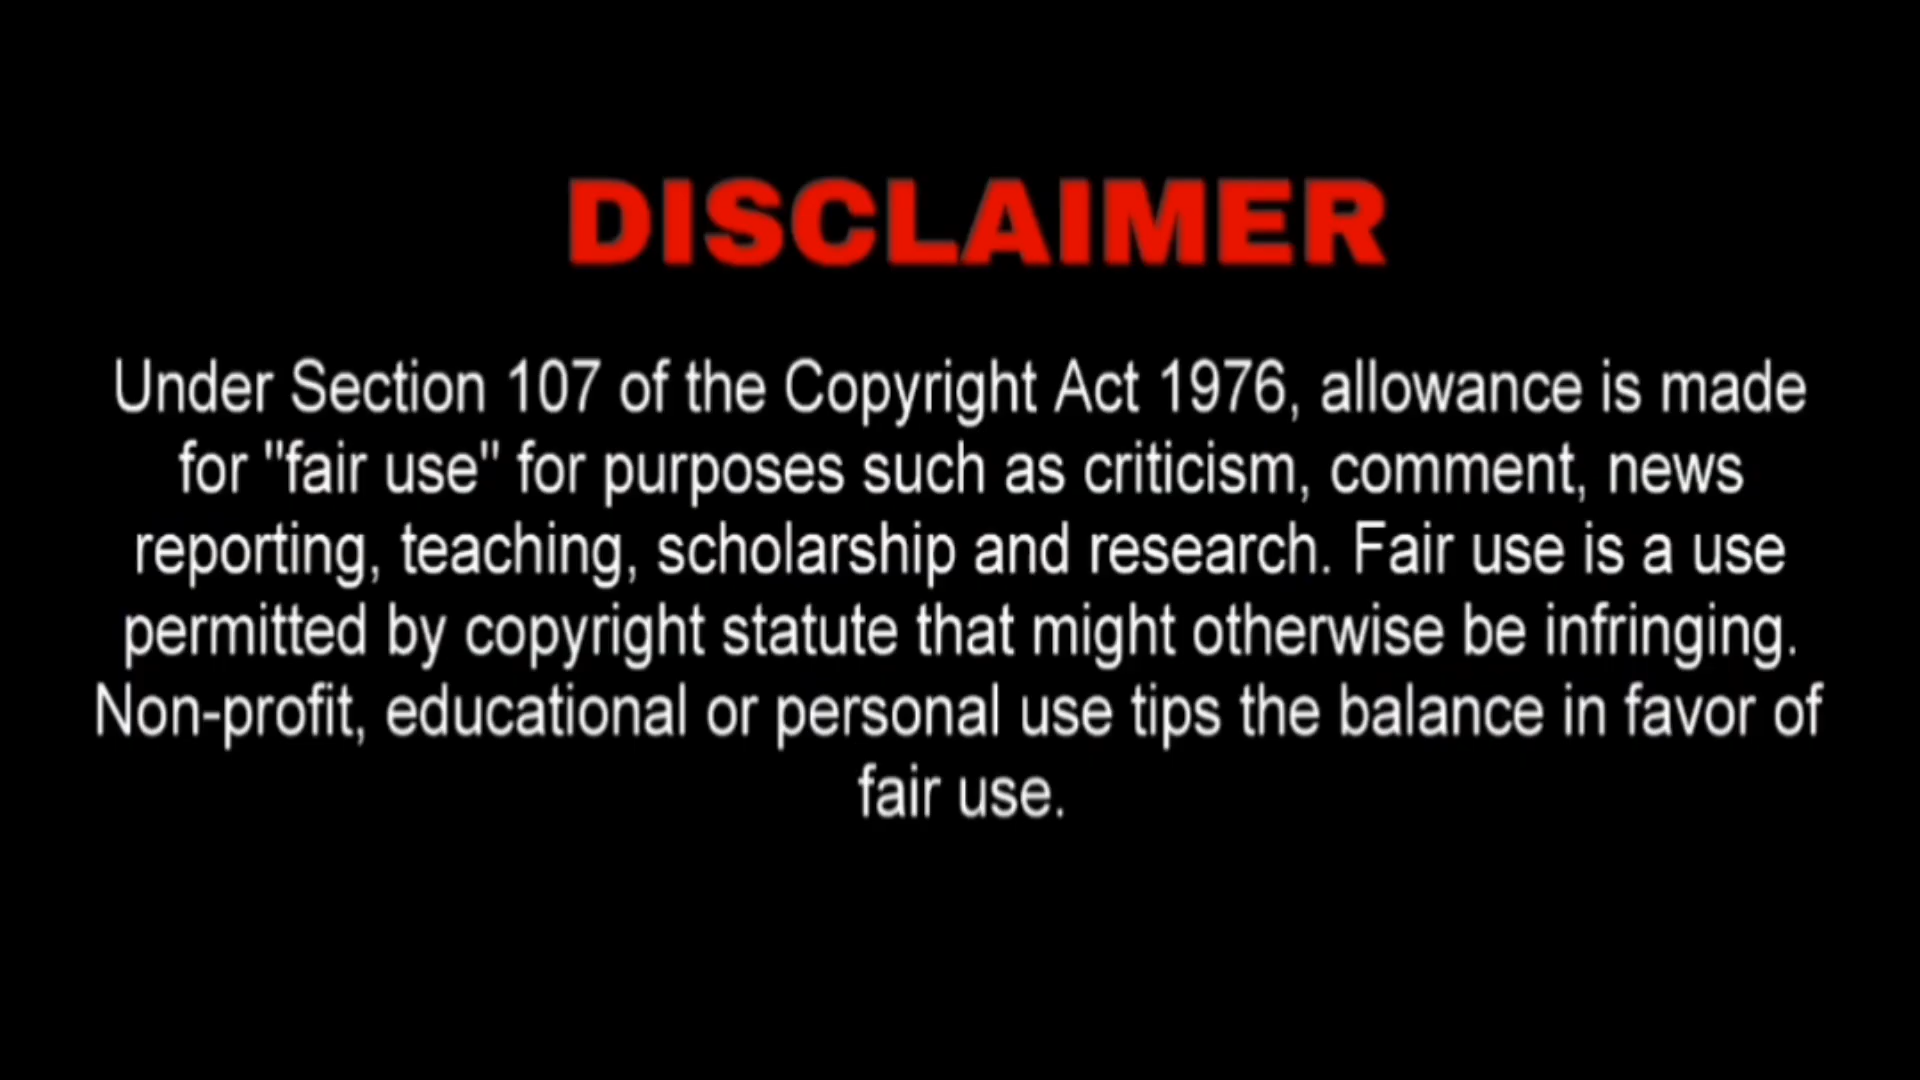 DISCLAIMER
Under Section 107 of the Copyright Act 1976, allowance is made
for "fair use" for purposes such as criticism, comment, news
reporting, teaching, scholarship and research. Fair use is a use
permitted by copyright statute that might otherwise be infringing.
Non-profit, educational or personal use tips the balance in favor of
fair use.